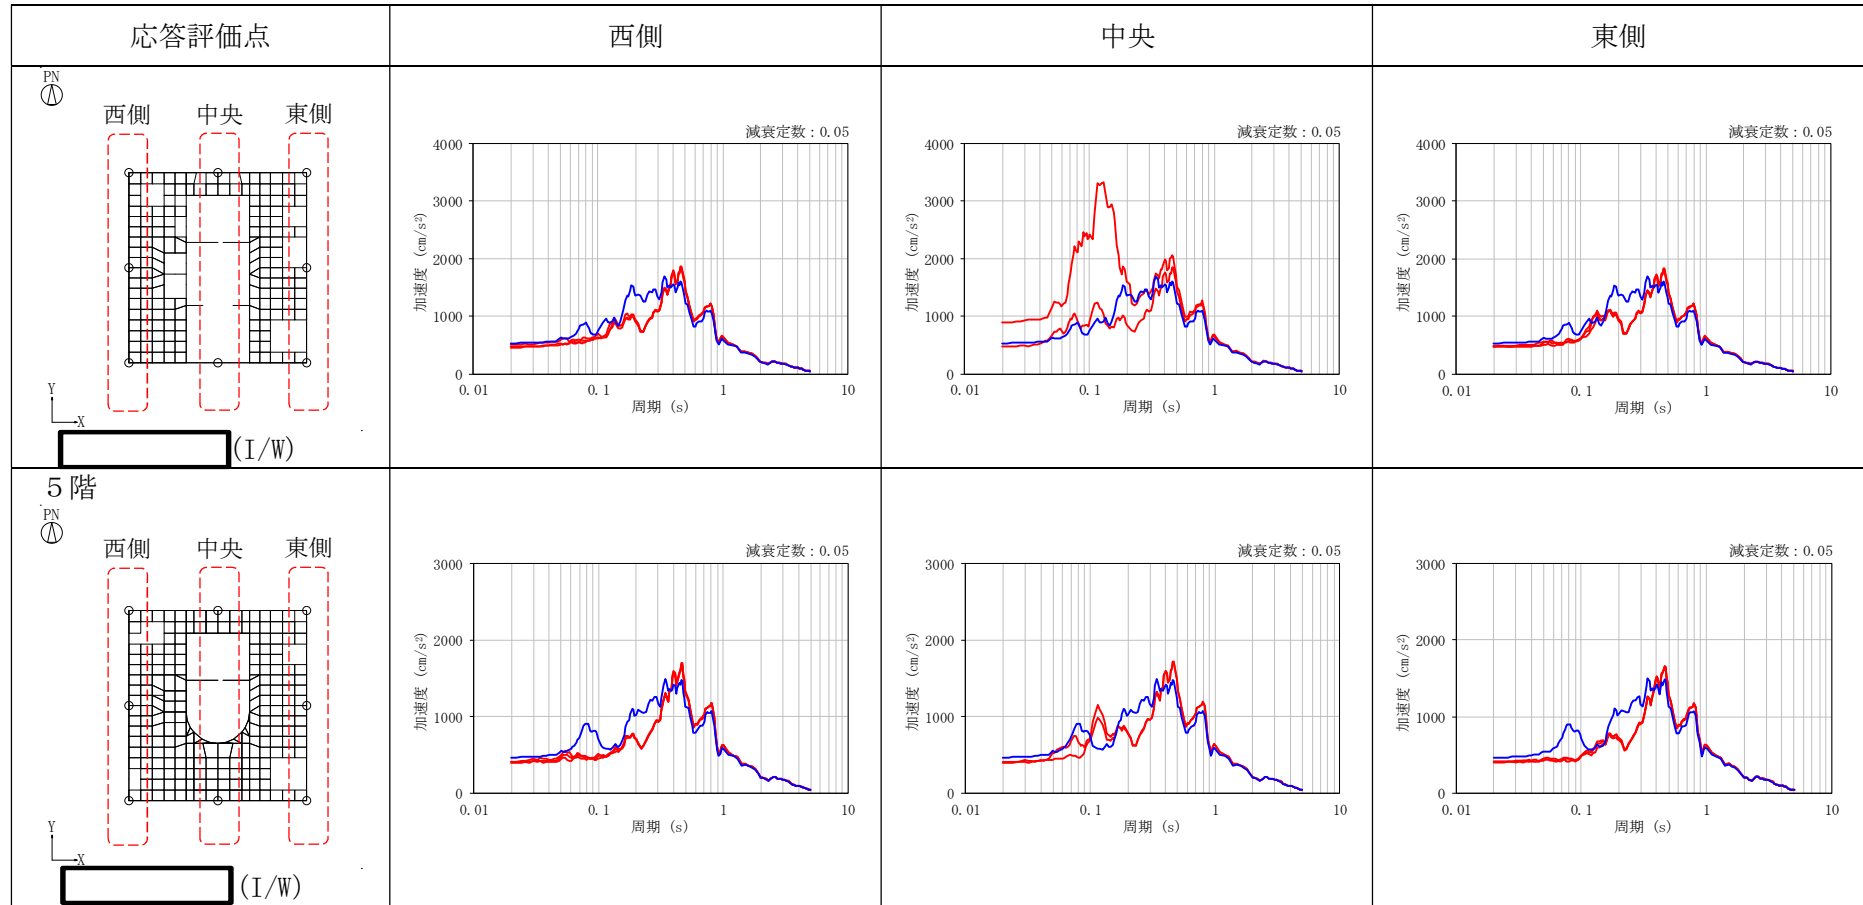 応答評価点 西側 中央 東側
PN
西側 中央 東側
Y
X
(I/W)
減衰定数：0.05
4000
3000
2000
1000
0
加速度 (cm/s²)
0.01 0.1 1 10
周期 (s)
減衰定数：0.05
4000
3000
2000
1000
0
加速度 (cm/s²)
0.01 0.1 1 10
周期 (s)
減衰定数：0.05
4000
3000
2000
1000
0
加速度 (cm/s²)
0.01 0.1 1 10
周期 (s)
５階
PN
西側 中央 東側
Y
X
(I/W)
減衰定数：0.05
3000
2000
1000
0
加速度 (cm/s²)
0.01 0.1 1 10
周期 (s)
減衰定数：0.05
3000
2000
1000
0
加速度 (cm/s²)
0.01 0.1 1 10
周期 (s)
減衰定数：0.05
3000
2000
1000
0
加速度 (cm/s²)
0.01 0.1 1 10
周期 (s)